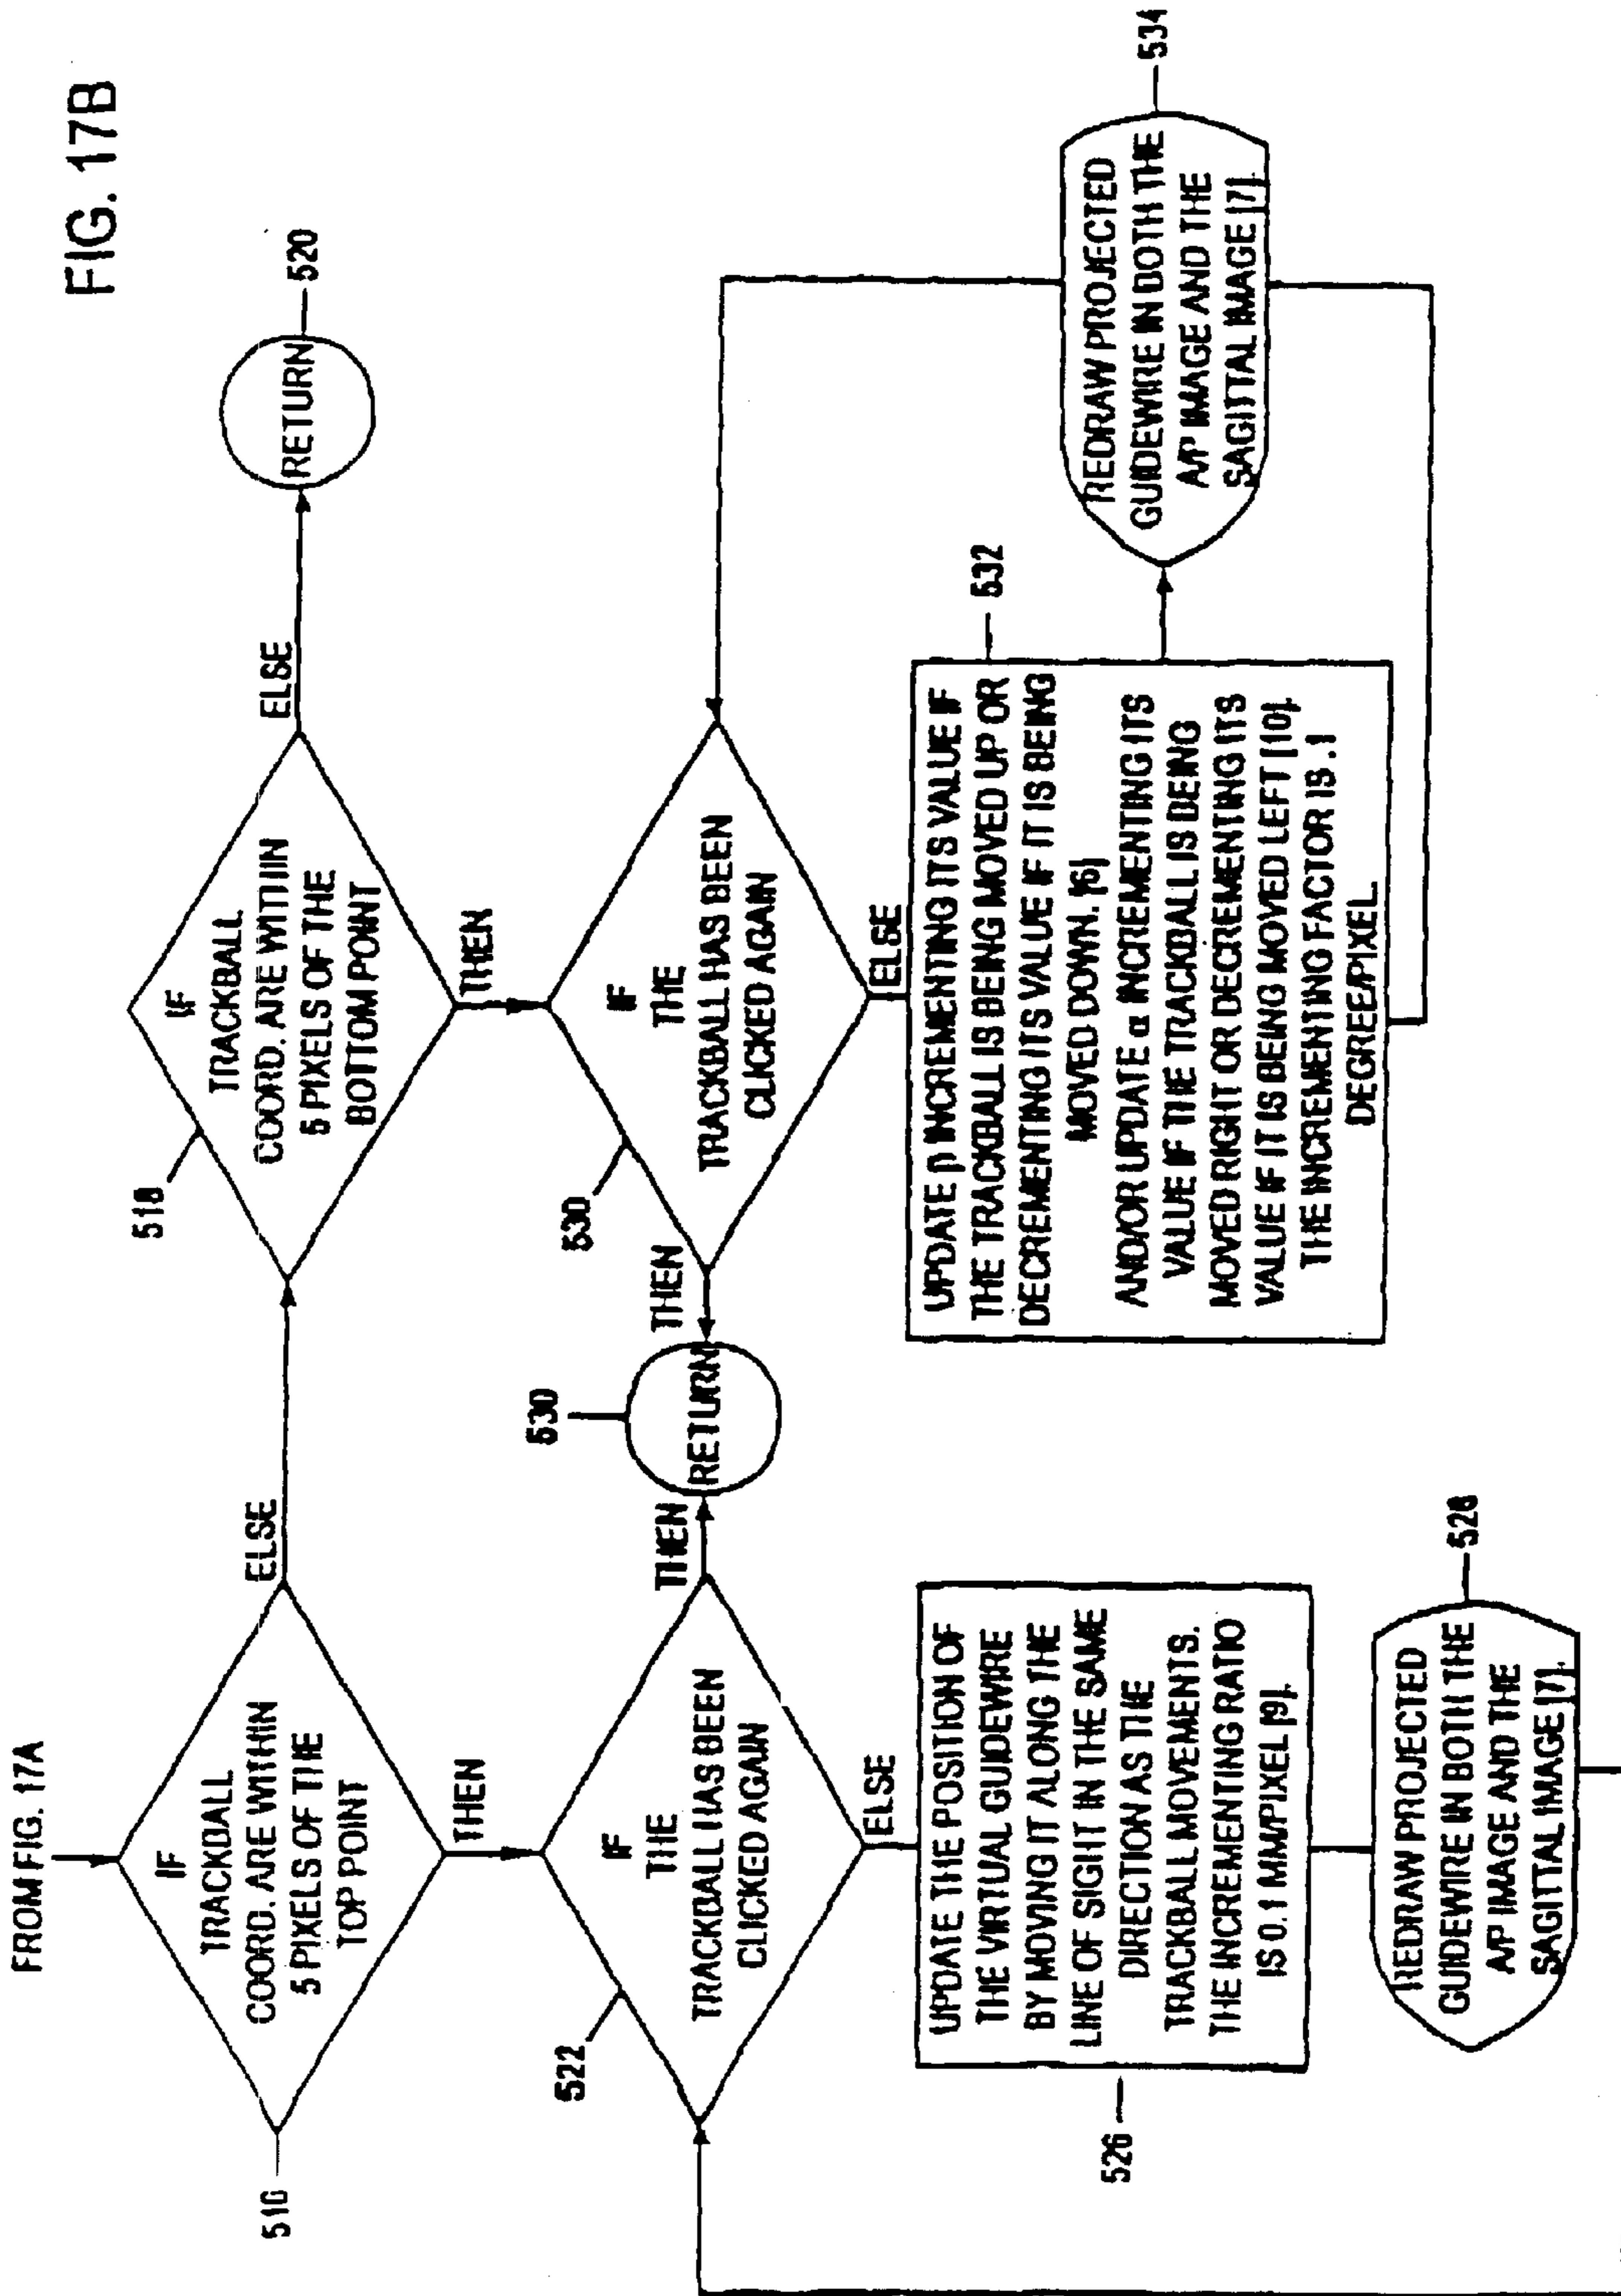 FIG. 17B
FROM FIG. 17A
IF
TRACKBALL
COORD. ARE WITHIN
5 PIXELS OF THE
TOP POINT
516
ELSE
THEN
IF
TRACKBALL
COORD. ARE WITHIN
5 PIXELS OF THE
BOTTOM POINT
518
ELSE
RETURN
520
THEN
IF
THE
TRACKBALL HAS BEEN
CLICKED AGAIN
522
THEN
RETURN
530
ELSE
IF
THE
TRACKBALL HAS BEEN
CLICKED AGAIN
530
THEN
ELSE
UPDATE THE POSITION OF
THE VIRTUAL GUIDEWIRE
BY MOVING IT ALONG THE
LINE OF SIGHT IN THE SAME
DIRECTION AS THE
TRACKBALL MOVEMENTS.
THE INCREMENTING RATIO
IS 0.1 MM/PIXEL [9].
526
REDRAW PROJECTED
GUIDEWIRE IN BOTH THE
A/P IMAGE AND THE
SAGITTAL IMAGE [7].
528
UPDATE β INCREMENTING ITS VALUE IF
THE TRACKBALL IS BEING MOVED UP OR
DECREMENTING ITS VALUE IF IT IS BEING
MOVED DOWN. [6]
AND/OR UPDATE α INCREMENTING ITS
VALUE IF THE TRACKBALL IS BEING
MOVED RIGHT OR DECREMENTING ITS
VALUE IF IT IS BEING MOVED LEFT [10].
THE INCREMENTING FACTOR IS .1
DEGREE/PIXEL.
532
REDRAW PROJECTED
GUIDEWIRE IN BOTH THE
A/P IMAGE AND THE
SAGITTAL IMAGE [7].
534